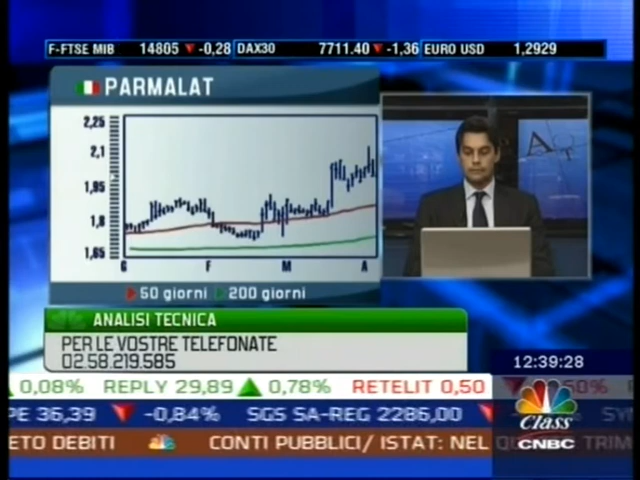 F-FTSE MIB 14805 -0,28 DAX30 7711.40 -1,36 EURO USD 1,2929
PARMALAT
2,25
2,1
1,95
1,8
1,65
G F M A
50 giorni 200 giorni
ANALISI TECNICA
PER LE VOSTRE TELEFONATE
02.58.219.585
12:39:28
0,08% REPLY 29,89 0,78% RETELIT 0,50
PE 36,39 -0,84% SGS SA-REG 2286,00
ETO DEBITI CONTI PUBBLICI/ ISTAT: NEL
Class
CNBC